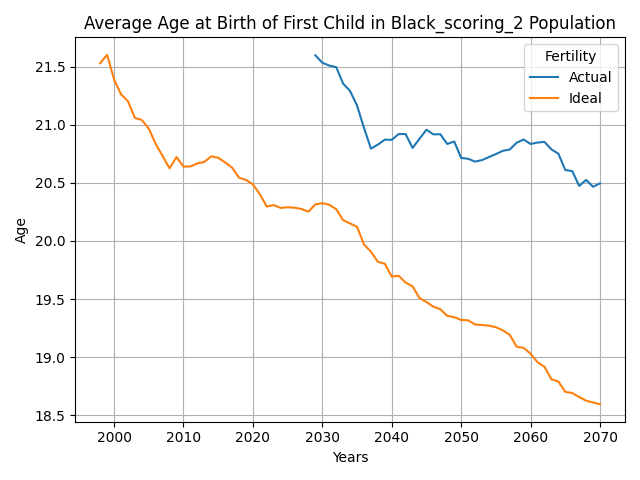 Average Age at Birth of First Child in Black_scoring_2 Population
Fertility
Actual
Ideal
21.5
21.0
20.5
20.0
19.5
19.0
18.5
Age
2000
2010
2020
2030
2040
2050
2060
2070
Years